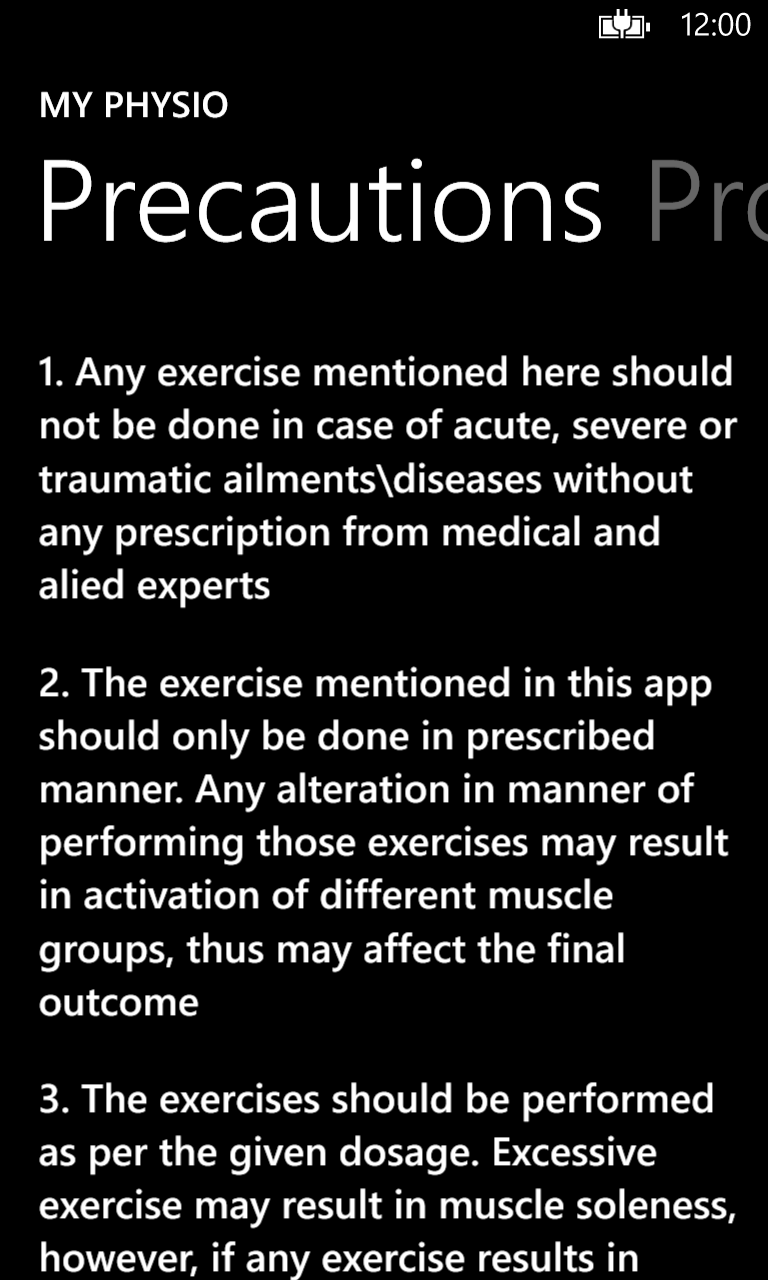 12:00
MY PHYSIO
Precautions Pro
1. Any exercise mentioned here should
not be done in case of acute, severe or
traumatic ailments\diseases without
any prescription from medical and
alied experts
2. The exercise mentioned in this app
should only be done in prescribed
manner. Any alteration in manner of
performing those exercises may result
in activation of different muscle
groups, thus may affect the final
outcome
3. The exercises should be performed
as per the given dosage. Excessive
exercise may result in muscle soleness,
however, if any exercise results in